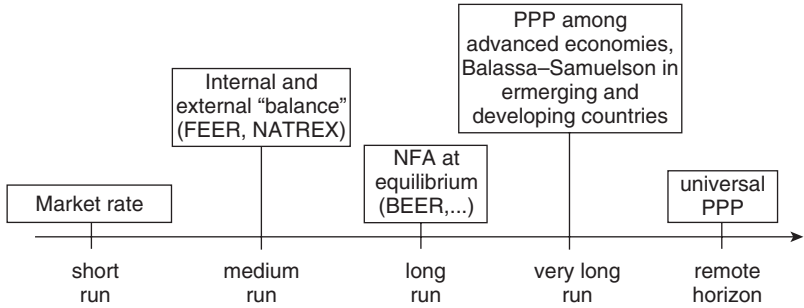 PPP among
advanced economies,
Balassa–Samuelson in
ermerging and
developing countries
Internal and
external “balance”
(FEER, NATREX)
NFA at
equilibrium
(BEER,...)
Market rate
universal
PPP
short
run
medium
run
long
run
very long
run
remote
horizon